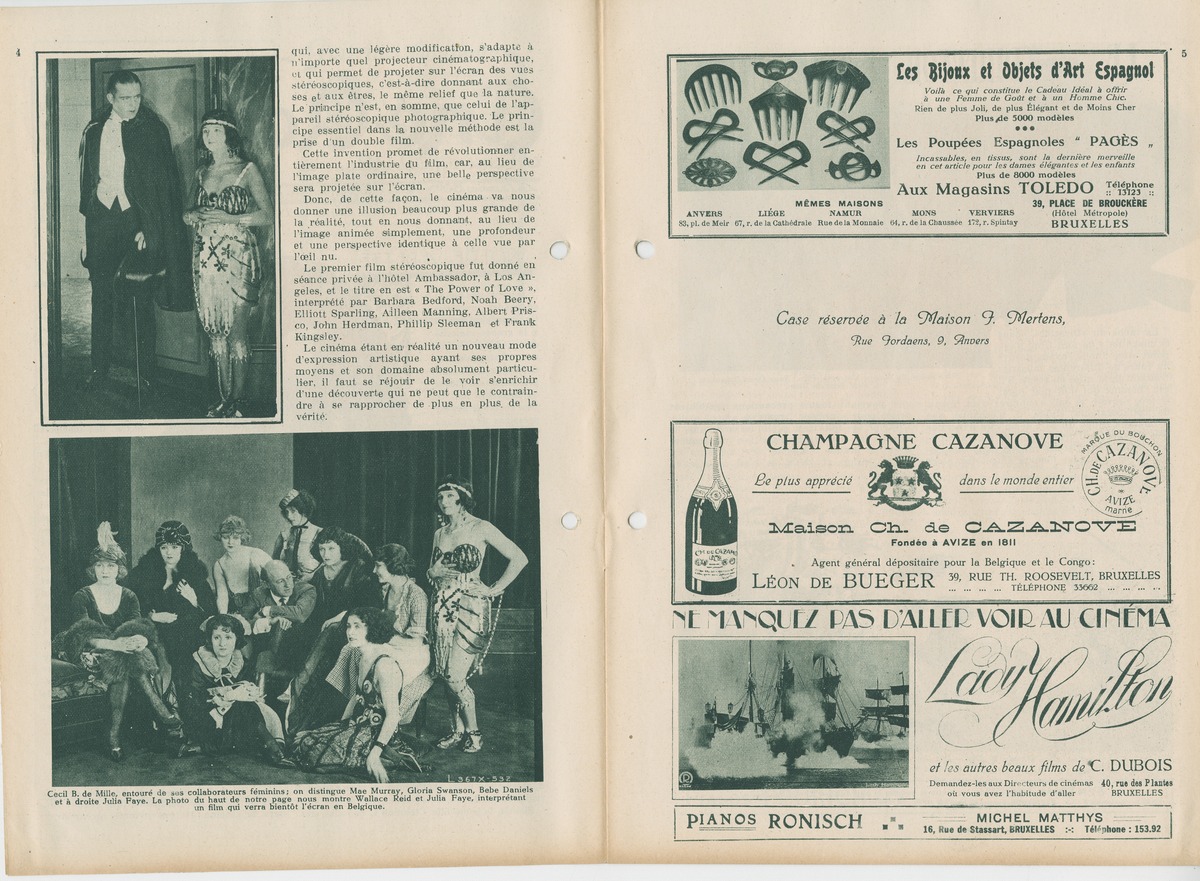 4
qui, avec une légère modification, s'adapte à
n'importe quel projecteur cinématographique,
et qui permet de projeter sur l'écran des vues
stéréoscopiques, c'est-à-dire donnant aux cho-
ses et aux êtres, le même relief que la nature.
Le principe n'est, en somme, que celui de l'ap-
pareil stéréoscopique photographique. Le prin-
cipe essentiel dans la nouvelle méthode est la
prise d'un double film.
Cette invention promet de révolutionner en-
tièrement l'industrie du film, car, au lieu de
l'image plate ordinaire, une belle perspective
sera projetée sur l'écran.
Donc, de cette façon, le cinéma va nous
donner une illusion beaucoup plus grande de
la réalité, tout en nous donnant, au lieu de
l'image animée simplement, une profondeur
et une perspective identique à celle vue par
l'œil nu.
Le premier film stéréoscopique fut donné en
séance privée à l'hôtel Ambassador, à Los An-
geles, et le titre en est « The Power of Love »,
interprété par Barbara Bedford, Noah Beery,
Elliott Sparling, Ailleen Manning, Albert Pris-
co, John Herdman, Phillip Sleeman et Frank
Kingsley.
Le cinéma étant en réalité un nouveau mode
d'expression artistique ayant ses propres
moyens et son domaine absolument particu-
lier, il faut se réjouir de le voir s'enrichir
d'une découverte qui ne peut que le contrain-
dre à se rapprocher de plus en plus de la
vérité.
L 367X-532
Cecil B. de Mille, entouré de ses collaborateurs féminins; on distingue Mae Murray, Gloria Swanson, Bebe Daniels
et à droite Julia Faye. La photo du haut de notre page nous montre Wallace Reid et Julia Faye, interprétant
un film qui verra bientôt l'écran en Belgique.
5
Les Bijoux et Objets d'Art Espagnol
Voilà ce qui constitue le Cadeau Idéal à offrir
à une Femme de Goût et à un Homme Chic.
Rien de plus Joli, de plus Élégant et de Moins Cher
Plus de 5000 modèles
Les Poupées Espagnoles " PAGÈS "
Incassables, en tissus, sont la dernière merveille
en cet article pour les dames élégantes et les enfants
Plus de 8000 modèles
Aux Magasins TOLEDO Téléphone :: 13123 ::
MÊMES MAISONS
ANVERS LIÉGE NAMUR MONS VERVIERS
83, pl. de Meir 67, r. de la Cathédrale Rue de la Monnaie 64, r. de la Chaussée 172, r. Spintay
39, PLACE DE BROUCKÈRE
(Hôtel Métropole)
BRUXELLES
Case réservée à la Maison J. Mertens,
Rue Jordaens, 9, Anvers
CHAMPAGNE CAZANOVE
Le plus apprécié dans le monde entier
MARQUE DU BOUCHON
CH. DE CAZANOVE
AVIZE
marne
CH. DE CAZANO
Maison Ch. de CAZANOVE
Fondée à AVIZE en 1811
Agent général dépositaire pour la Belgique et le Congo:
LÉON DE BUEGER 39, RUE TH. ROOSEVELT, BRUXELLES
... ... ... ... TÉLÉPHONE 33662 ... ... ... ..
NE MANQUEZ PAS D'ALLER VOIR AU CINÉMA
Lady Hamilton
et les autres beaux films de C. DUBOIS
Demandez-les aux Directeurs de cinémas 40, rue des Plantes
où vous avez l'habitude d'aller BRUXELLES
PIANOS RONISCH
MICHEL MATTHYS
16, Rue de Stassart, BRUXELLES :-: Téléphone : 153.92